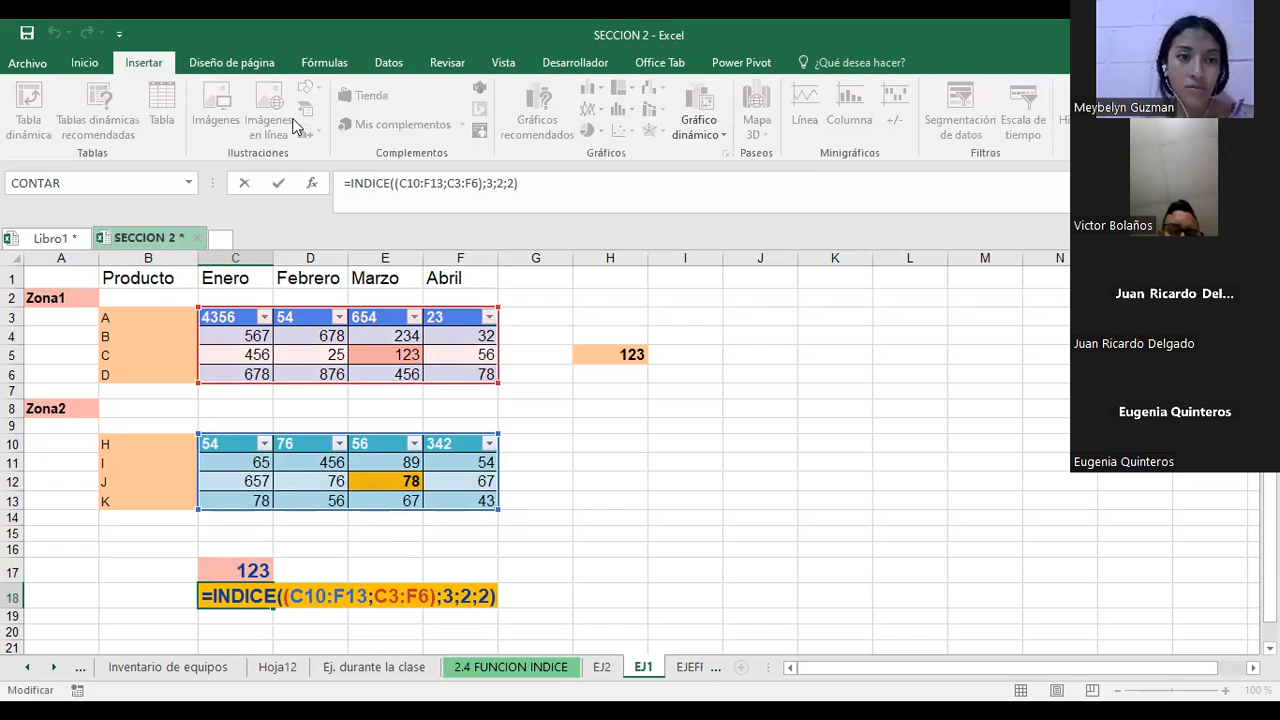 SECCION 2 - Excel
Archivo Inicio Insertar Diseño de página Fórmulas Datos Revisar Vista Desarrollador Office Tab Power Pivot ¿Qué desea hacer?
Tabla dinámica
Tablas dinámicas recomendadas
Tabla
Imágenes
Imágenes en línea
Tienda
Mis complementos
Gráficos recomendados
Gráfico dinámico
Mapa 3D
Línea
Columna
+/-
Segmentación de datos
Escala de tiempo
Tablas Ilustraciones Complementos Gráficos Paseos Minigráficos Filtros
CONTAR =INDICE((C10:F13;C3:F6);3;2;2)
Libro1 * SECCION 2 *
A B C D E F G H I J K L M N
1 Producto Enero Febrero Marzo Abril
2 Zona1
3 A 4356 54 654 23
4 B 567 678 234 32
5 C 456 25 123 56 123
6 D 678 876 456 78
7
8 Zona2
9
10 H 54 76 56 342
11 I 65 456 89 54
12 J 657 76 78 67
13 K 78 56 67 43
14
15
16
17 123
18 =INDICE((C10:F13;C3:F6);3;2;2)
19
20
21
... Inventario de equipos Hoja12 Ej. durante la clase 2.4 FUNCION INDICE EJ2 EJ1 EJEFI ...
Modificar 100 %
Meybelyn Guzman
Victor Bolaños
Juan Ricardo Del...
Juan Ricardo Delgado
Eugenia Quinteros
Eugenia Quinteros